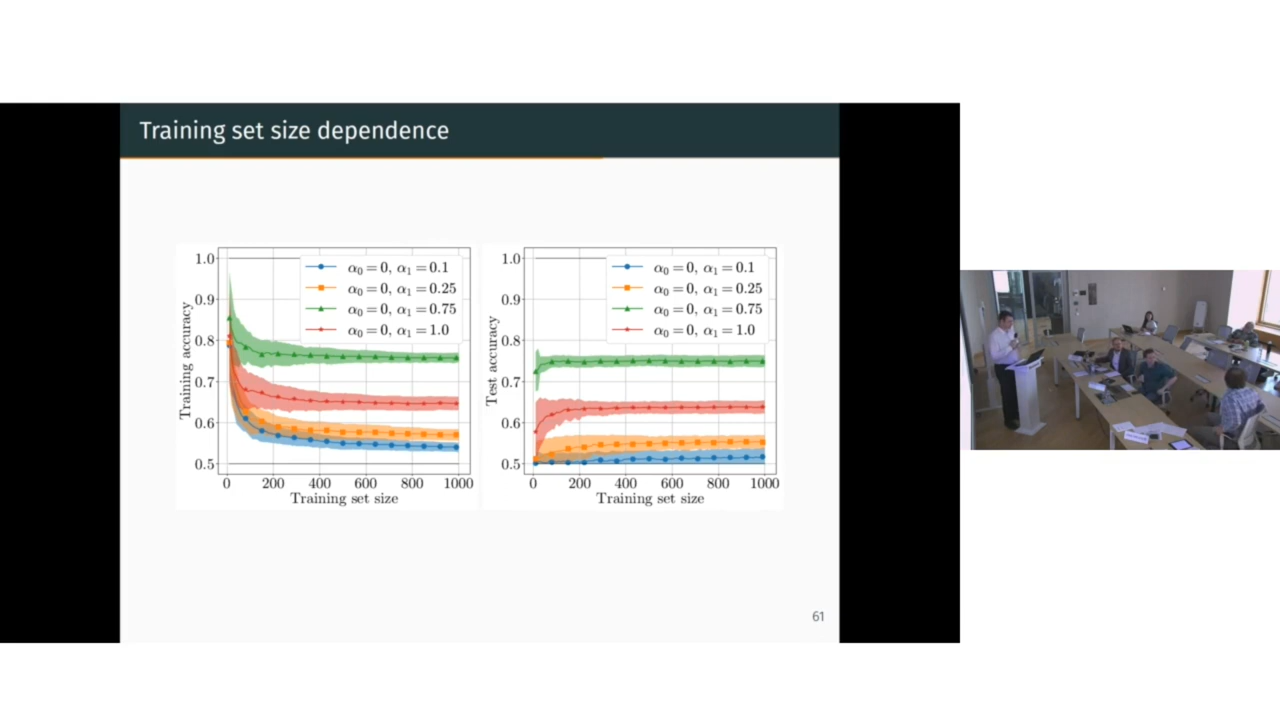 Training set size dependence
1.0
0.9
0.8
0.7
0.6
0.5
Training accuracy
α₀ = 0, α₁ = 0.1
α₀ = 0, α₁ = 0.25
α₀ = 0, α₁ = 0.75
α₀ = 0, α₁ = 1.0
0 200 400 600 800 1000
Training set size
1.0
0.9
0.8
0.7
0.6
0.5
Test accuracy
α₀ = 0, α₁ = 0.1
α₀ = 0, α₁ = 0.25
α₀ = 0, α₁ = 0.75
α₀ = 0, α₁ = 1.0
0 200 400 600 800 1000
Training set size
61